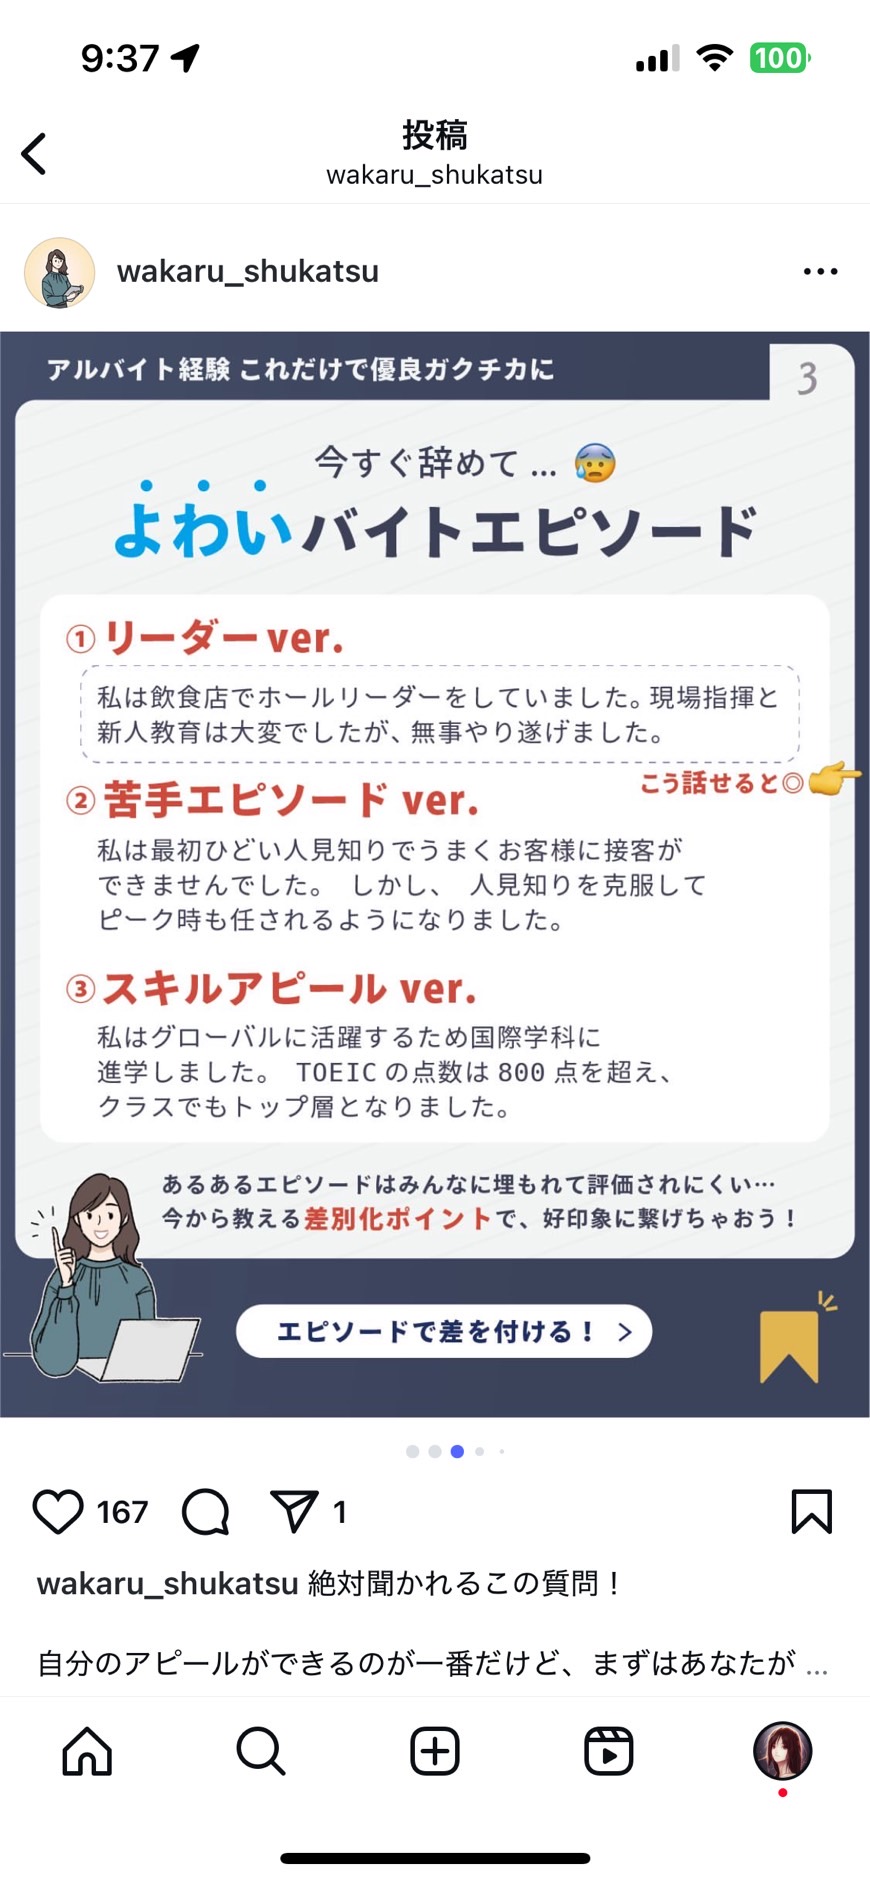 9:37
100
投稿
wakaru_shukatsu
wakaru_shukatsu
アルバイト経験 これだけで優良ガクチカに
3
今すぐ辞めて … 😰
よわいバイトエピソード
① リーダー ver.
私は飲食店でホールリーダーをしていました。現場指揮と
新人教育は大変でしたが、無事やり遂げました。
こう話せると◎👉
② 苦手エピソード ver.
私は最初ひどい人見知りでうまくお客様に接客が
できませんでした。 しかし、 人見知りを克服して
ピーク時も任されるようになりました。
③ スキルアピール ver.
私はグローバルに活躍するため国際学科に
進学しました。 TOEIC の点数は 800 点を超え、
クラスでもトップ層となりました。
あるあるエピソードはみんなに埋もれて評価されにくい…
今から教える差別化ポイントで、好印象に繋げちゃおう！
エピソードで差を付ける！ >
167
1
wakaru_shukatsu 絶対聞かれるこの質問！
自分のアピールができるのが一番だけど、まずはあなたが ...